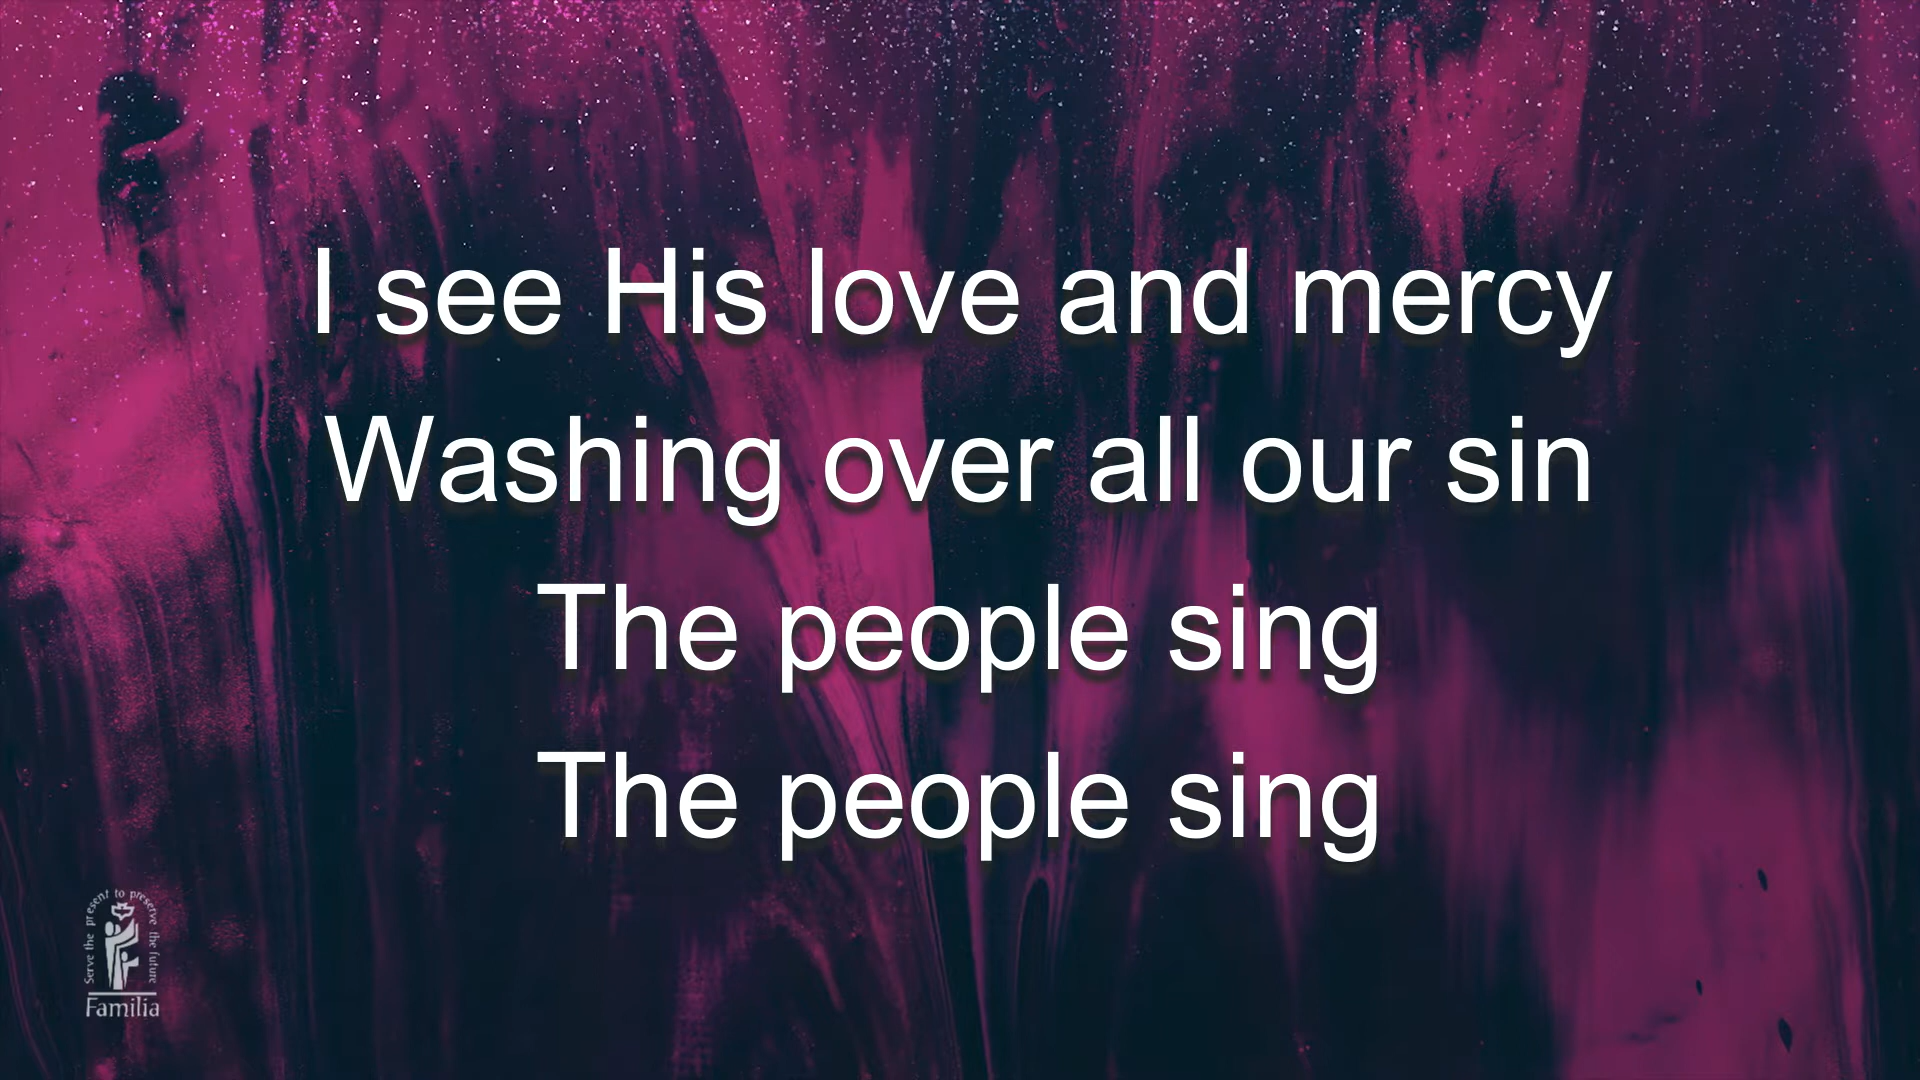 I see His love and mercy
Washing over all our sin
The people sing
The people sing
Serve the present to preserve the future
Familia